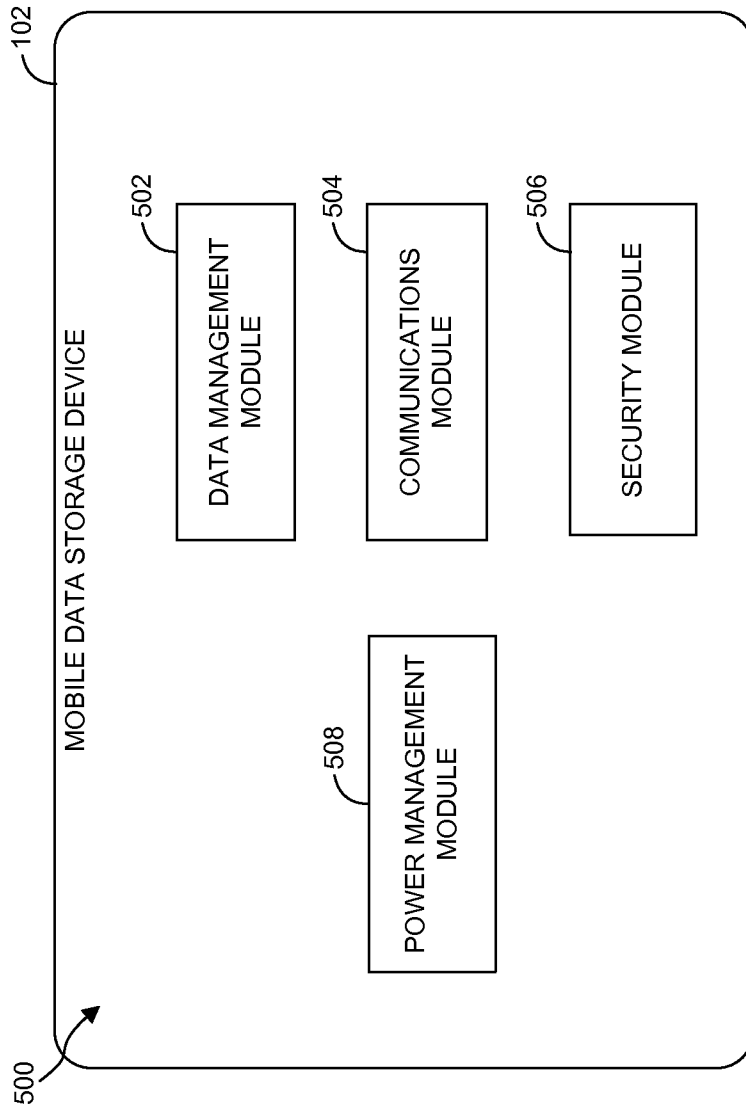 500
102
MOBILE DATA STORAGE DEVICE
502
DATA MANAGEMENT
MODULE
508
POWER MANAGEMENT
MODULE
504
COMMUNICATIONS
MODULE
506
SECURITY MODULE